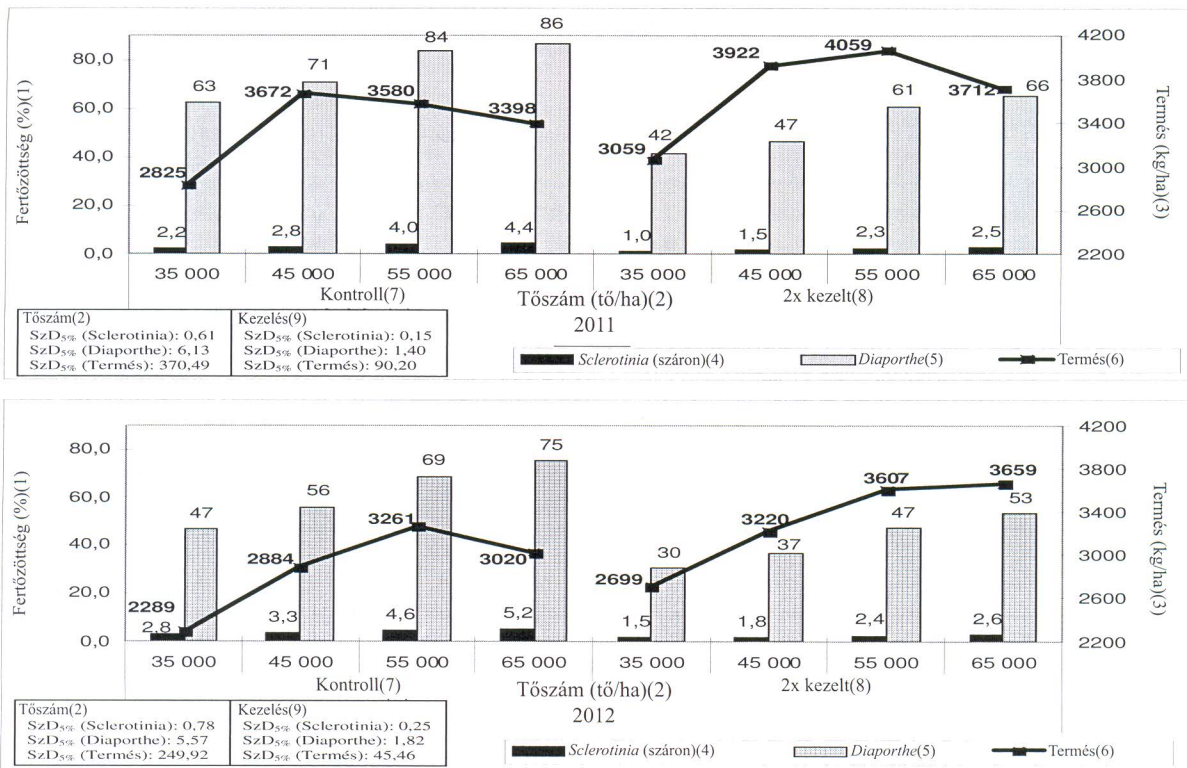 86
84
71
63
3672
3580
3398
2825
3922
4059
3712
66
61
3059
42
47
80,0
60,0
40,0
20,0
0,0
Fertőzöttség (%)(1)
4200
3800
3400
3000
2600
2200
Termés (kg/ha)(3)
2,2
2,8
4,0
4,4
1,0
1,5
2,3
2,5
35 000 45 000 55 000 65 000 35 000 45 000 55 000 65 000
Kontroll(7) Tőszám (tő/ha)(2) 2x kezelt(8)
2011
Tőszám(2)
SzD5% (Sclerotinia): 0,61
SzD5% (Diaporthe): 6,13
SzD5% (Termés): 370,49
Kezelés(9)
SzD5% (Sclerotinia): 0,15
SzD5% (Diaporthe): 1,40
SzD5% (Termés): 90,20
Sclerotinia (száron)(4) Diaporthe(5) Termés(6)
75
69
56
47
3261
2884
3020
2289
3607
3659
53
47
3220
37
30
2699
80,0
60,0
40,0
20,0
0,0
Fertőzöttség (%)(1)
4200
3800
3400
3000
2600
2200
Termés (kg/ha)(3)
2,8
3,3
4,6
5,2
1,5
1,8
2,4
2,6
35 000 45 000 55 000 65 000 35 000 45 000 55 000 65 000
Kontroll(7) Tőszám (tő/ha)(2) 2x kezelt(8)
2012
Tőszám(2)
SzD5% (Sclerotinia): 0,78
SzD5% (Diaporthe): 5,57
SzD5% (Termés): 249,92
Kezelés(9)
SzD5% (Sclerotinia): 0,25
SzD5% (Diaporthe): 1,82
SzD5% (Termés): 45,46
Sclerotinia (száron)(4) Diaporthe(5) Termés(6)